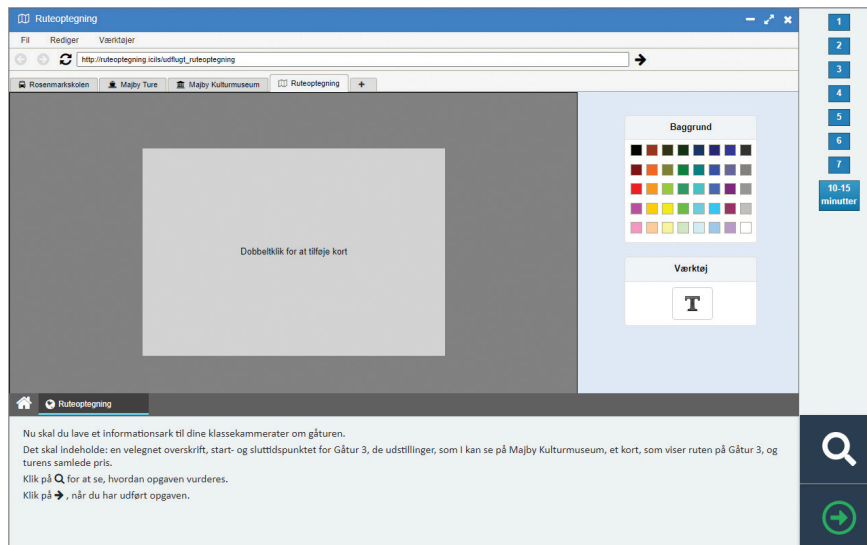 Ruteoptegning
Fil Rediger Værktøjer
http://ruteoptegning.icils/udflugt_ruteoptegning
Rosenmarkskolen Majby Ture Majby Kulturmuseum Ruteoptegning +
Baggrund
Dobbeltklik for at tilføje kort
Værktøj
T
Ruteoptegning
Nu skal du lave et informationsark til dine klassekammerater om gåturen.
Det skal indeholde: en velegnet overskrift, start- og sluttidspunktet for Gåtur 3, de udstillinger, som I kan se på Majby Kulturmuseum, et kort, som viser ruten på Gåtur 3, og
turens samlede pris.
Klik på for at se, hvordan opgaven vurderes.
Klik på , når du har udført opgaven.
1
2
3
4
5
6
7
10-15
minutter